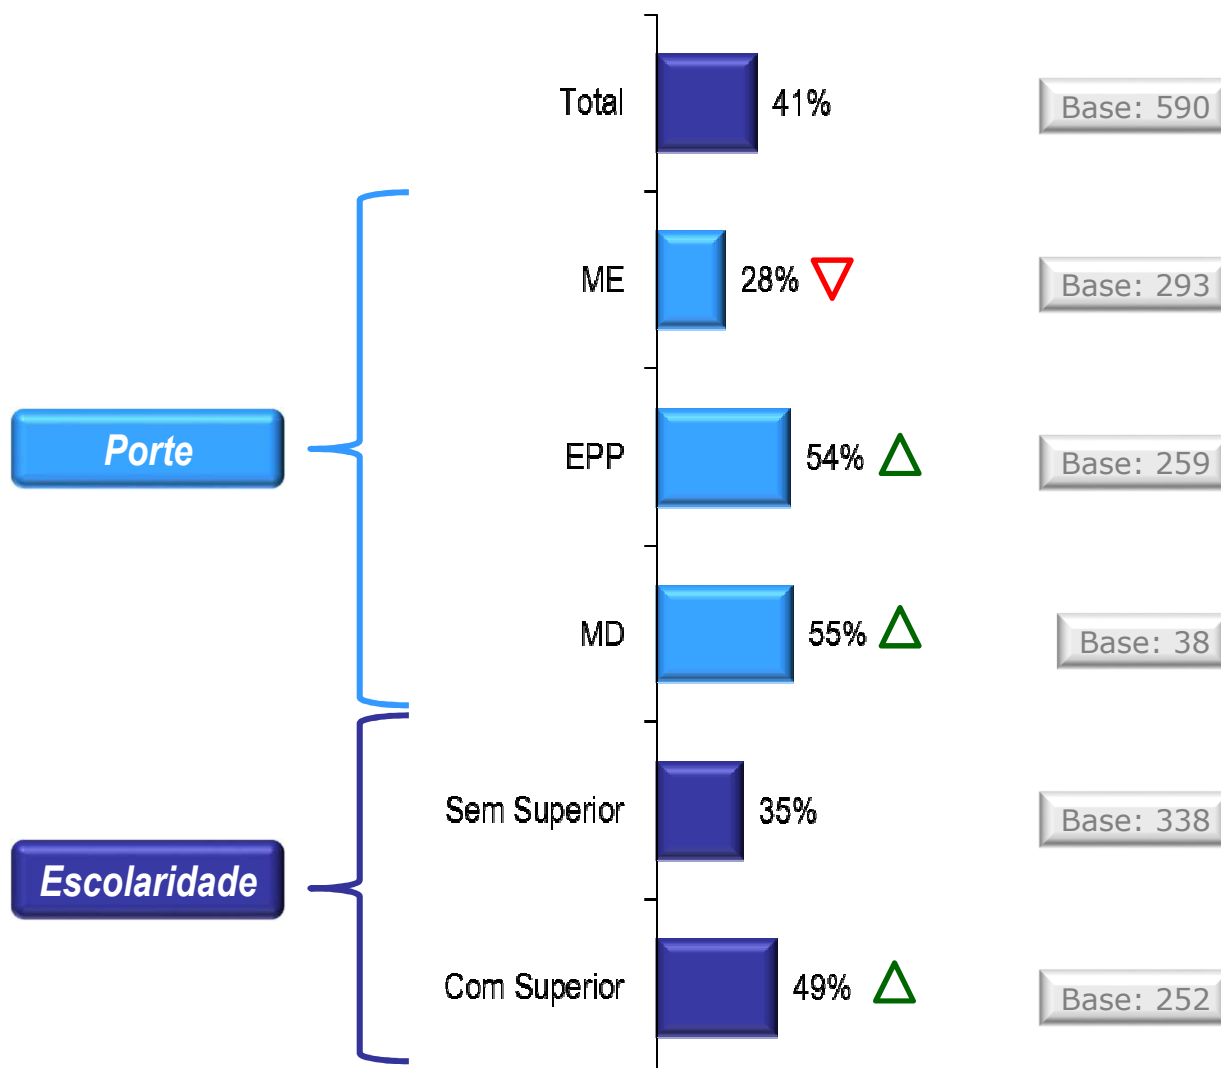 Total 41% Base: 590
ME 28% Base: 293
Porte
EPP 54% Base: 259
MD 55% Base: 38
Sem Superior 35% Base: 338
Escolaridade
Com Superior 49% Base: 252